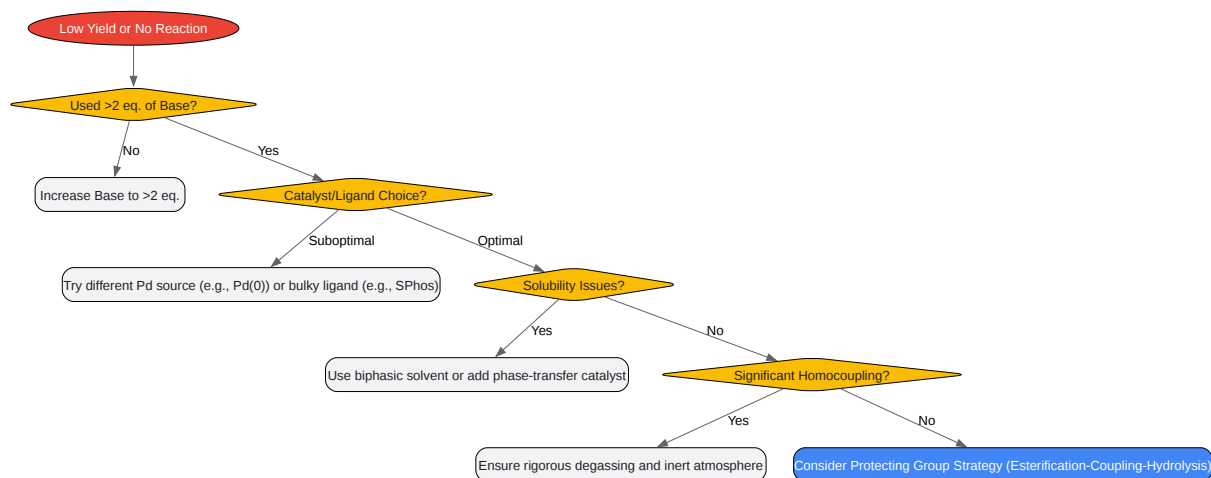 Low Yield or No Reaction
Used >2 eq. of Base?
No
Yes
Increase Base to >2 eq.
Catalyst/Ligand Choice?
Suboptimal
Optimal
Try different Pd source (e.g., Pd(0)) or bulky ligand (e.g., SPhos)
Solubility Issues?
Yes
No
Use biphasic solvent or add phase-transfer catalyst
Significant Homocoupling?
Yes
No
Ensure rigorous degassing and inert atmosphere
Consider Protecting Group Strategy (Esterification-Coupling-Hydrolysis)